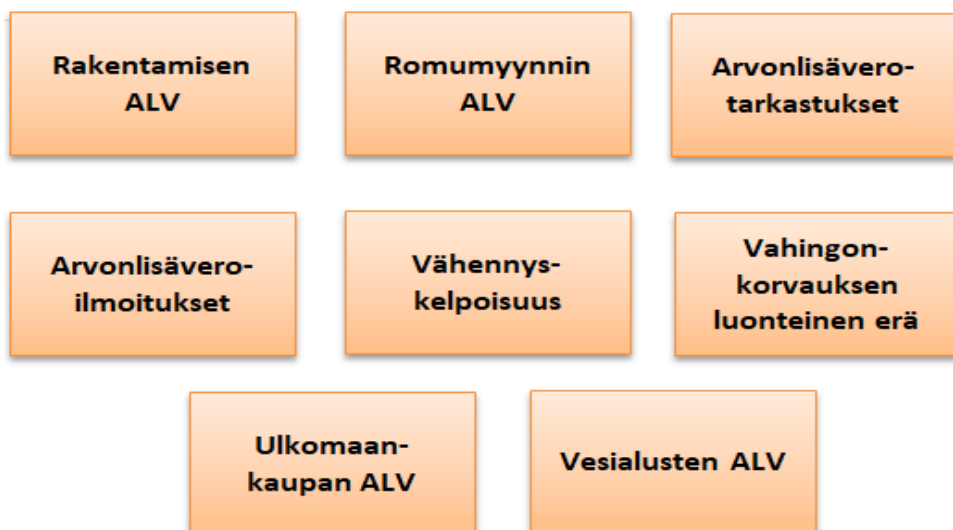 Rakentamisen
ALV
Romumyynnin
ALV
Arvonlisävero-
tarkastukset
Arvonlisävero-
ilmoitukset
Vähennys-
kelpoisuus
Vahingon-
korvauksen
luonteinen erä
Ulkomaan-
kaupan ALV
Vesialusten ALV